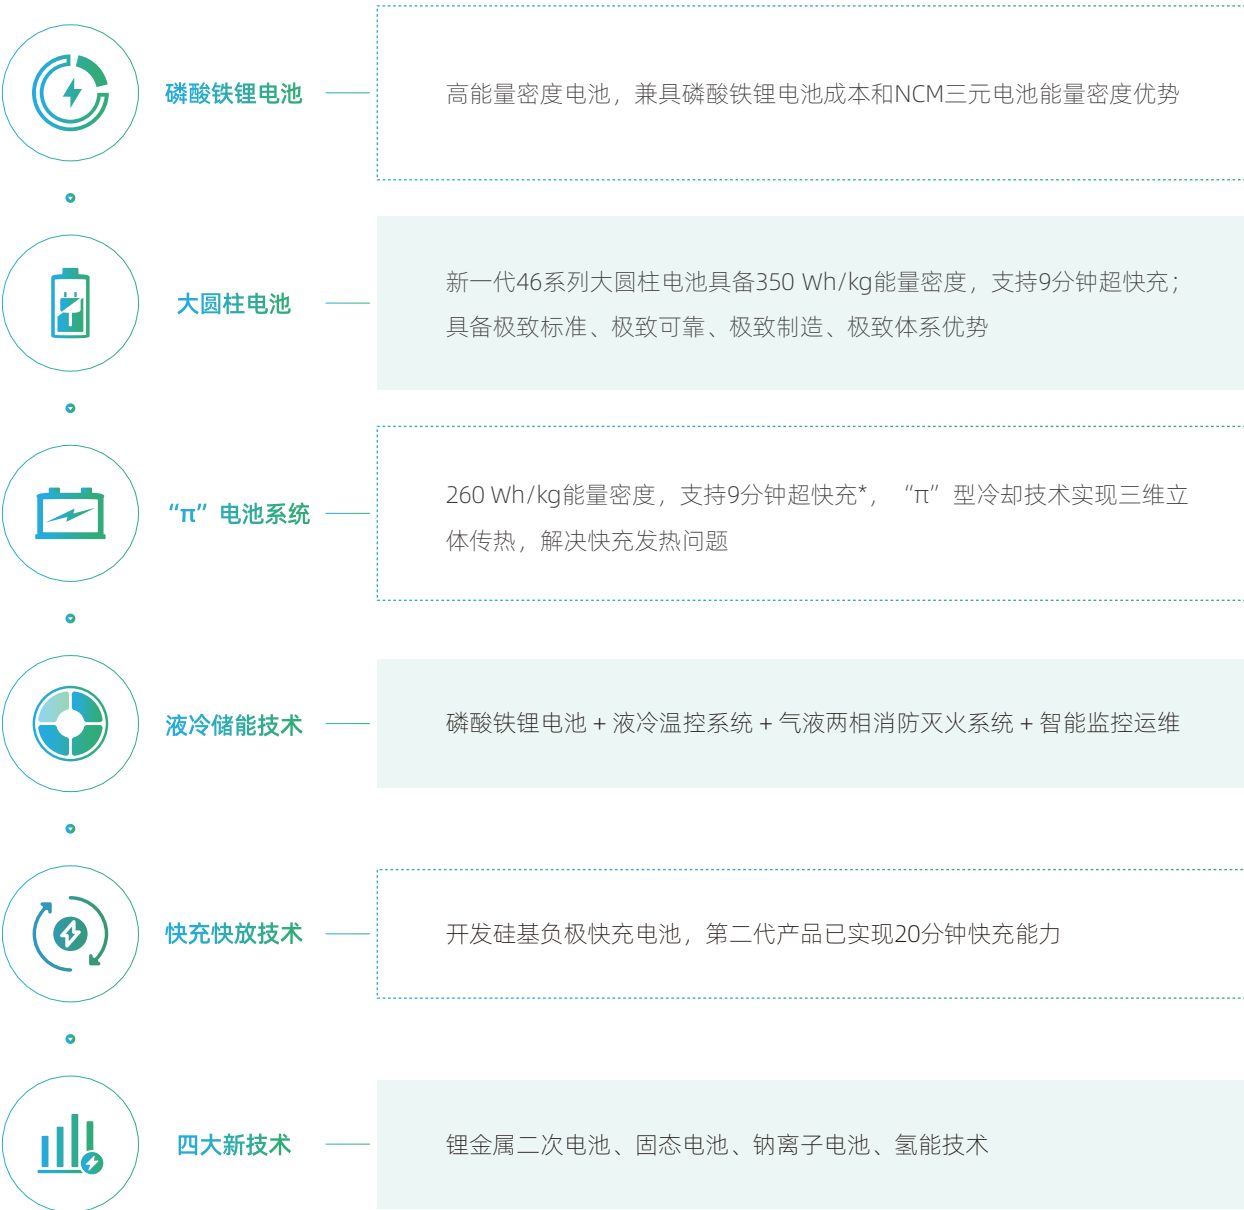 磷酸铁锂电池
高能量密度电池，兼具磷酸铁锂电池成本和NCM三元电池能量密度优势
大圆柱电池
新一代46系列大圆柱电池具备350 Wh/kg能量密度，支持9分钟超快充；
具备极致标准、极致可靠、极致制造、极致体系优势
“π”电池系统
260 Wh/kg能量密度，支持9分钟超快充*，“π”型冷却技术实现三维立
体传热，解决快充发热问题
液冷储能技术
磷酸铁锂电池 + 液冷温控系统 + 气液两相消防灭火系统 + 智能监控运维
快充快放技术
开发硅基负极快充电池，第二代产品已实现20分钟快充能力
四大新技术
锂金属二次电池、固态电池、钠离子电池、氢能技术